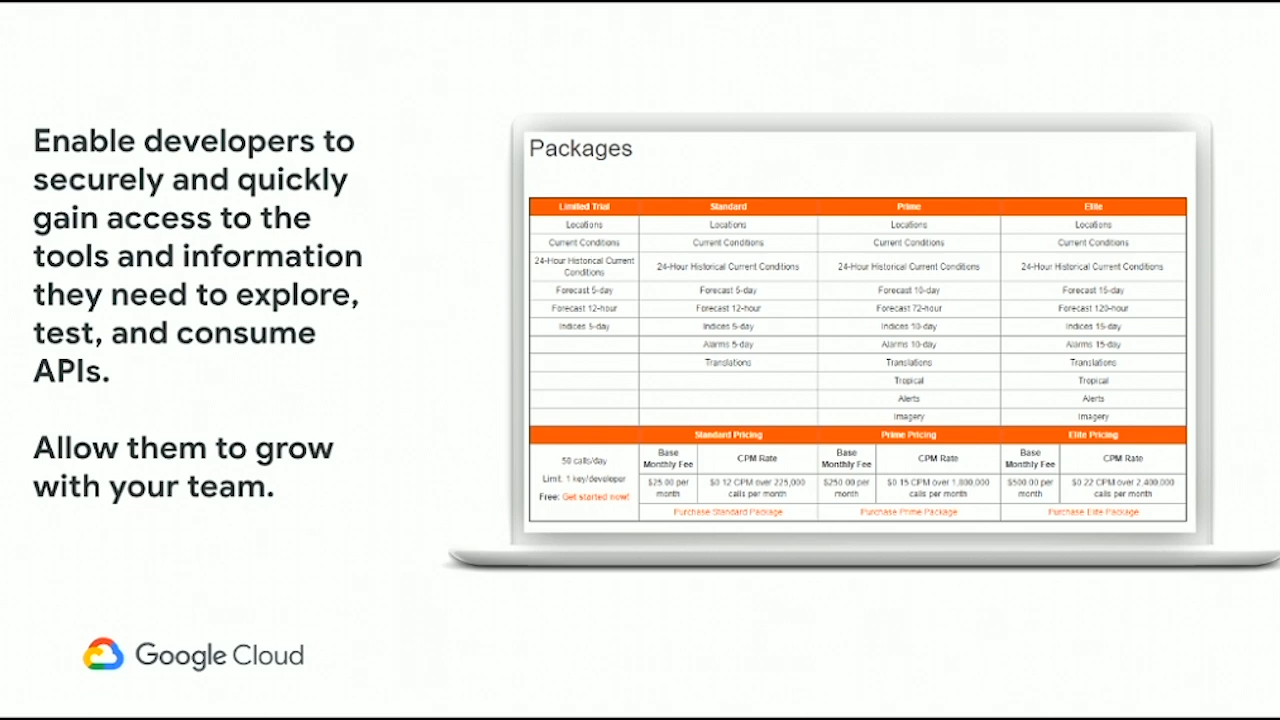 Enable developers to
securely and quickly
gain access to the
tools and information
they need to explore,
test, and consume
APIs.
Allow them to grow
with your team.
Packages
Limited Trial Standard Prime Elite
Locations Locations Locations Locations
Current Conditions Current Conditions Current Conditions Current Conditions
24-Hour Historical Current
Conditions 24-Hour Historical Current Conditions 24-Hour Historical Current Conditions 24-Hour Historical Current Conditions
Forecast 5-day Forecast 5-day Forecast 10-day Forecast 15-day
Forecast 12-hour Forecast 12-hour Forecast 72-hour Forecast 120-hour
Indices 5-day Indices 5-day Indices 10-day Indices 15-day
Alarms 5-day Alarms 10-day Alarms 15-day
Translations Translations Translations
Tropical Tropical
Alerts Alerts
Imagery Imagery
Standard Pricing Prime Pricing Elite Pricing
50 calls/day
Limit: 1 key/developer
Free: Get started now!
Base
Monthly Fee CPM Rate Base
Monthly Fee CPM Rate Base
Monthly Fee CPM Rate
$25.00 per
month $0.12 CPM over 225,000
calls per month $250.00 per
month $0.15 CPM over 1,800,000
calls per month $500.00 per
month $0.22 CPM over 2,400,000
calls per month
Purchase Standard Package Purchase Prime Package Purchase Elite Package
Google Cloud